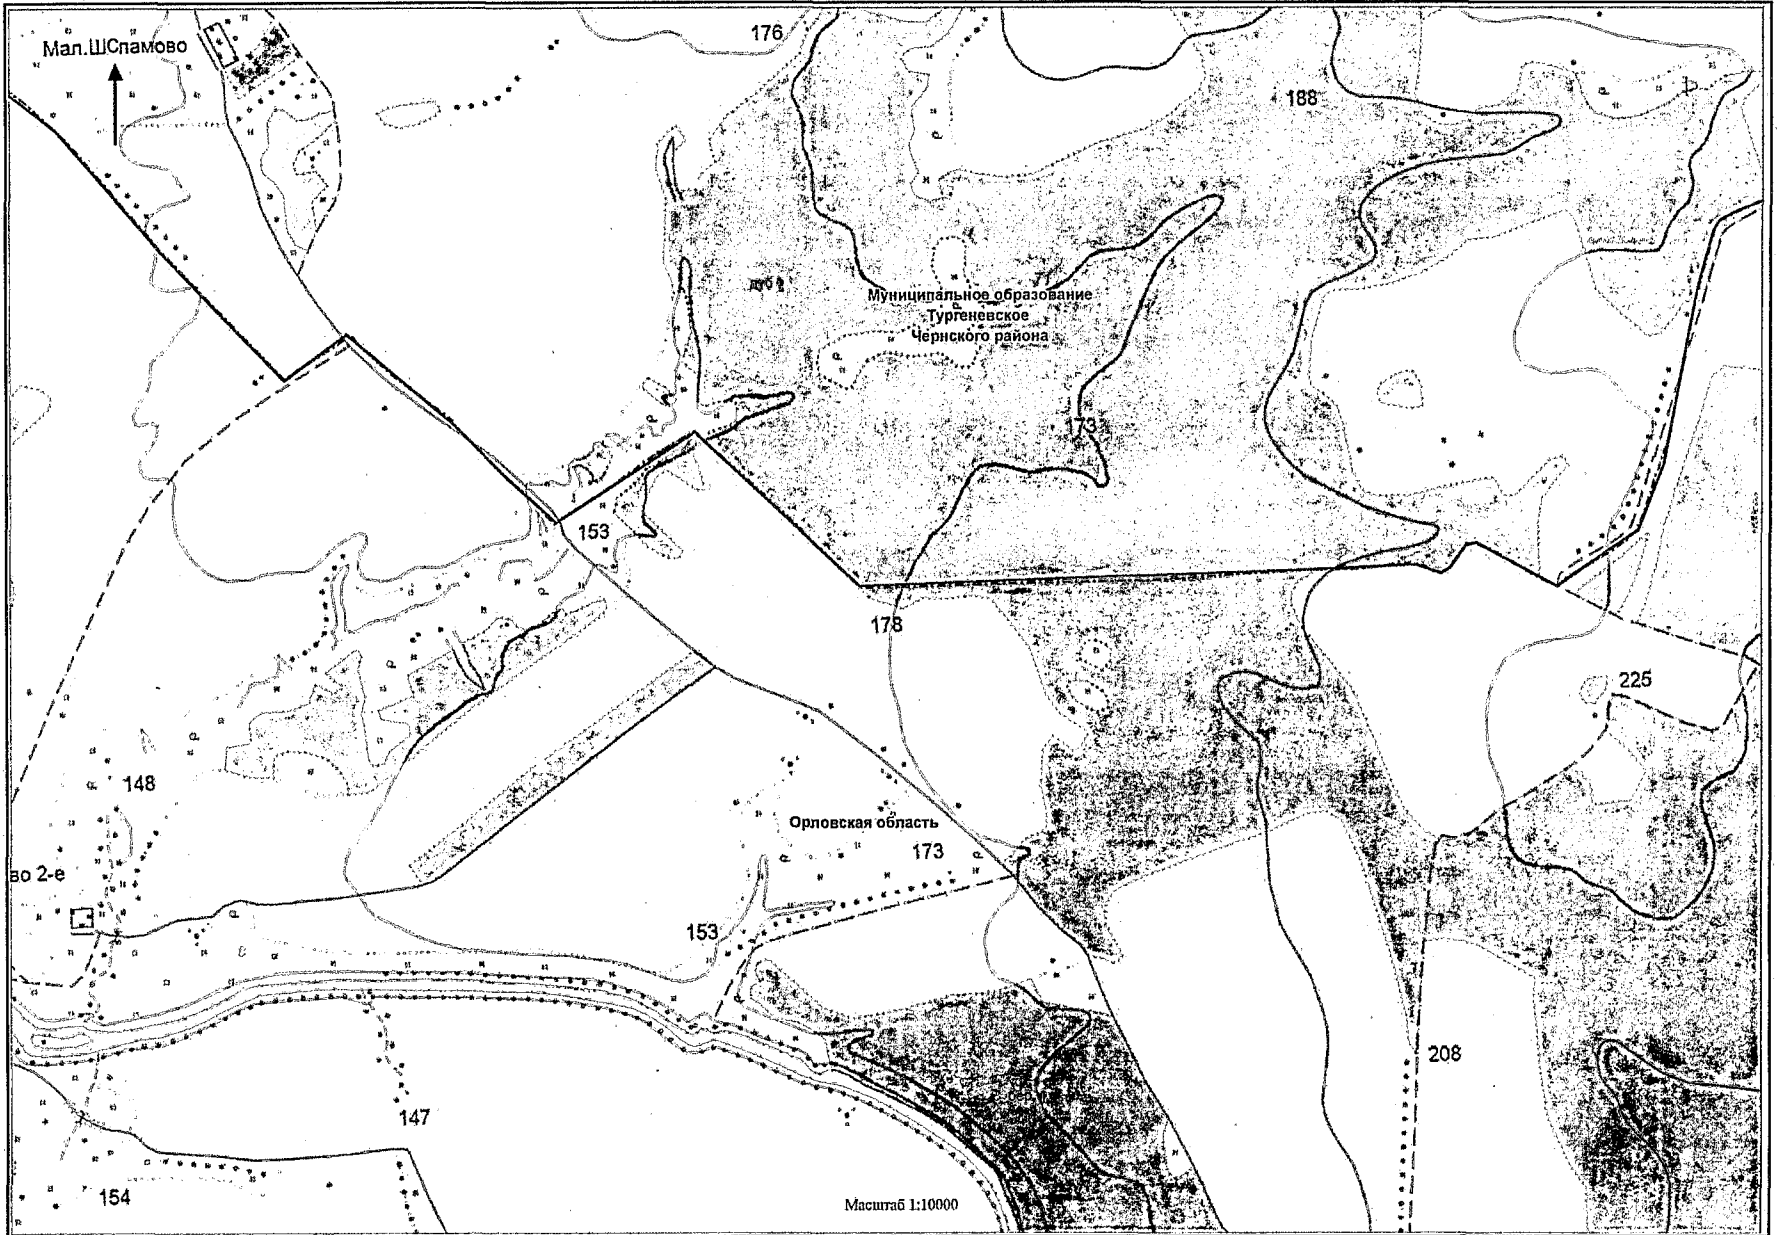 176
Мал.ШСпамово
188
дуб
Муниципальное образование
Тургеневское
Чернского района
173
153
178
225
148
Орловская область
173
во 2-е
153
208
147
154
Масштаб 1:10000